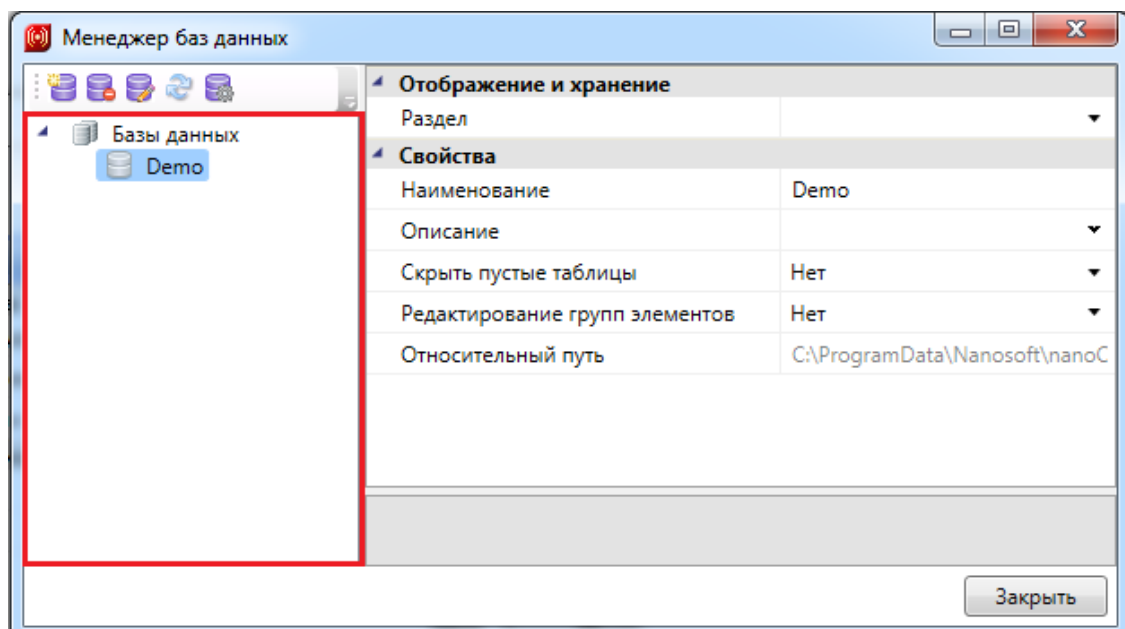 Менеджер баз данных
Базы данных
Demo
Отображение и хранение
Раздел
Свойства
Наименование Demo
Описание
Скрыть пустые таблицы Нет
Редактирование групп элементов Нет
Относительный путь C:\ProgramData\Nanosoft\nanoC
Закрыть